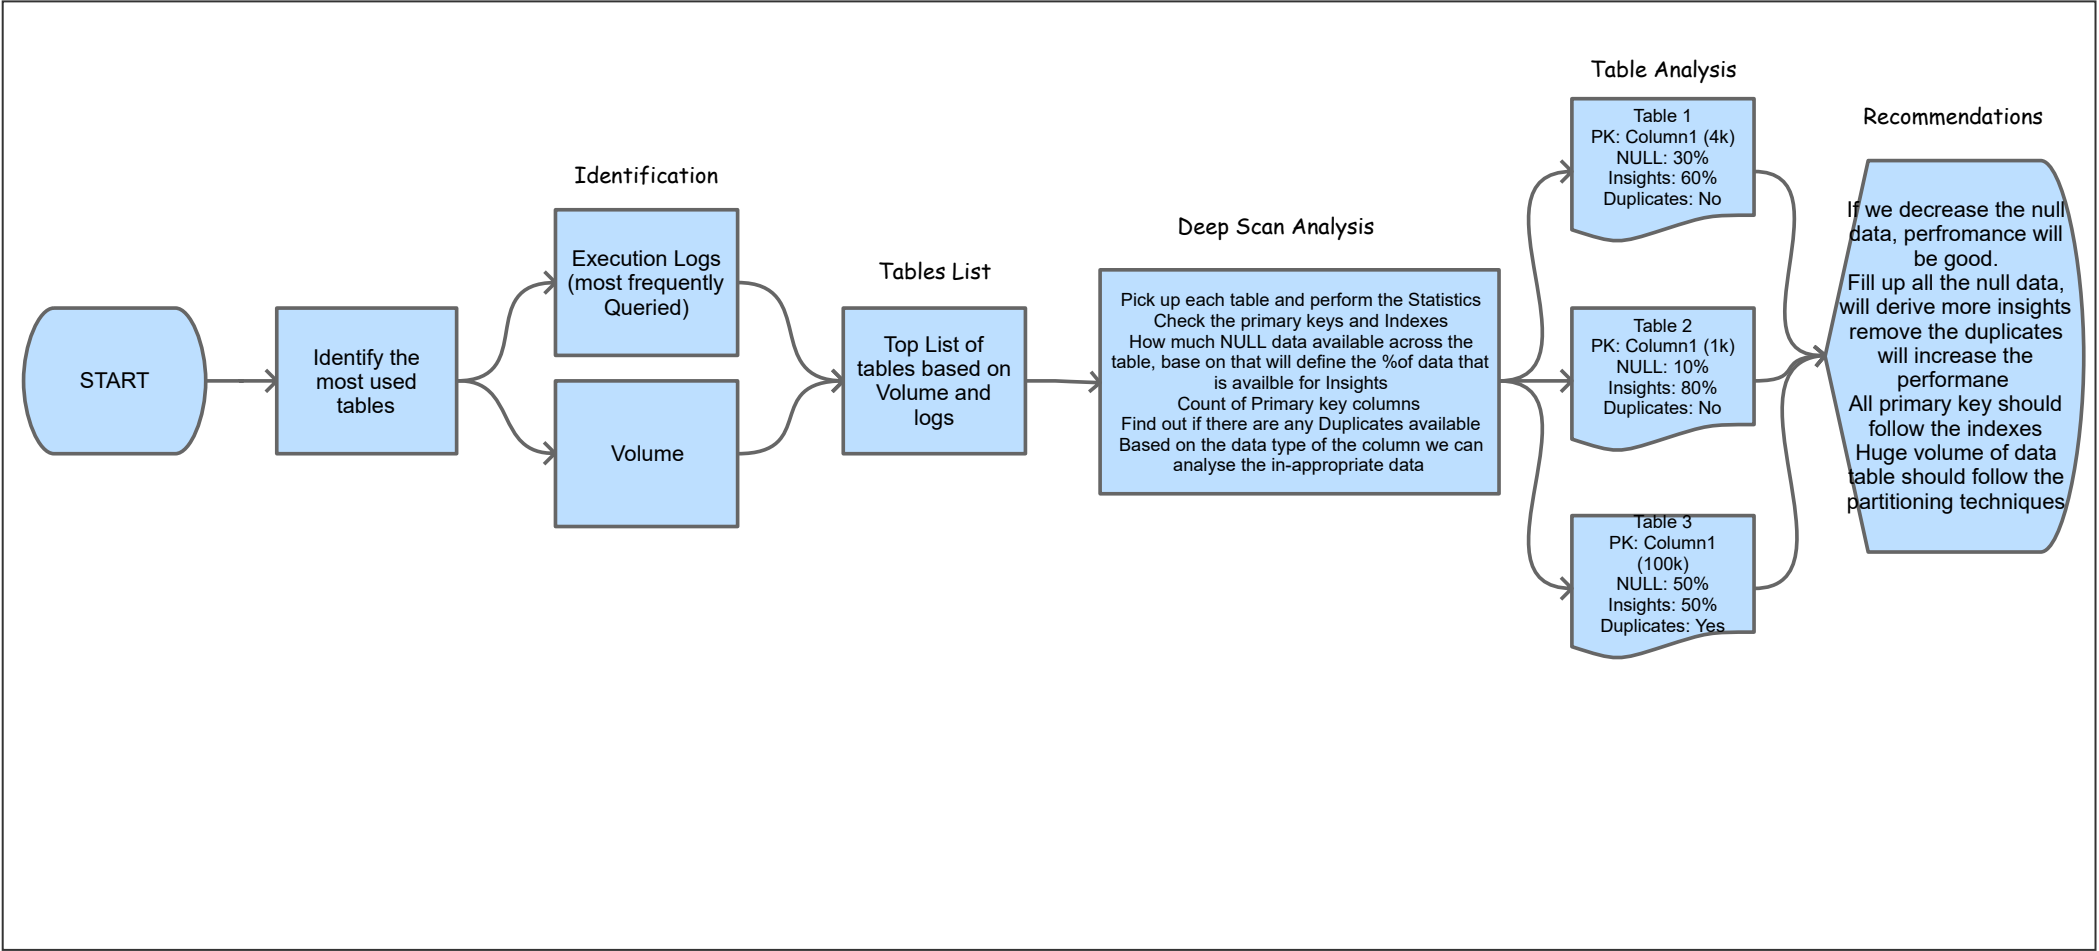 START
Identify the
most used
tables
Identification
Execution Logs
(most frequently
Queried)
Volume
Tables List
Top List of
tables based on
Volume and
logs
Deep Scan Analysis
Pick up each table and perform the Statistics
Check the primary keys and Indexes
How much NULL data available across the
table, base on that will define the %of data that
is availble for Insights
Count of Primary key columns
Find out if there are any Duplicates available
Based on the data type of the column we can
analyse the in-appropriate data
Table Analysis
Table 1
PK: Column1 (4k)
NULL: 30%
Insights: 60%
Duplicates: No
Table 2
PK: Column1 (1k)
NULL: 10%
Insights: 80%
Duplicates: No
Table 3
PK: Column1
(100k)
NULL: 50%
Insights: 50%
Duplicates: Yes
Recommendations
If we decrease the null
data, perfromance will
be good.
Fill up all the null data,
will derive more insights
remove the duplicates
will increase the
performane
All primary key should
follow the indexes
Huge volume of data
table should follow the
partitioning techniques